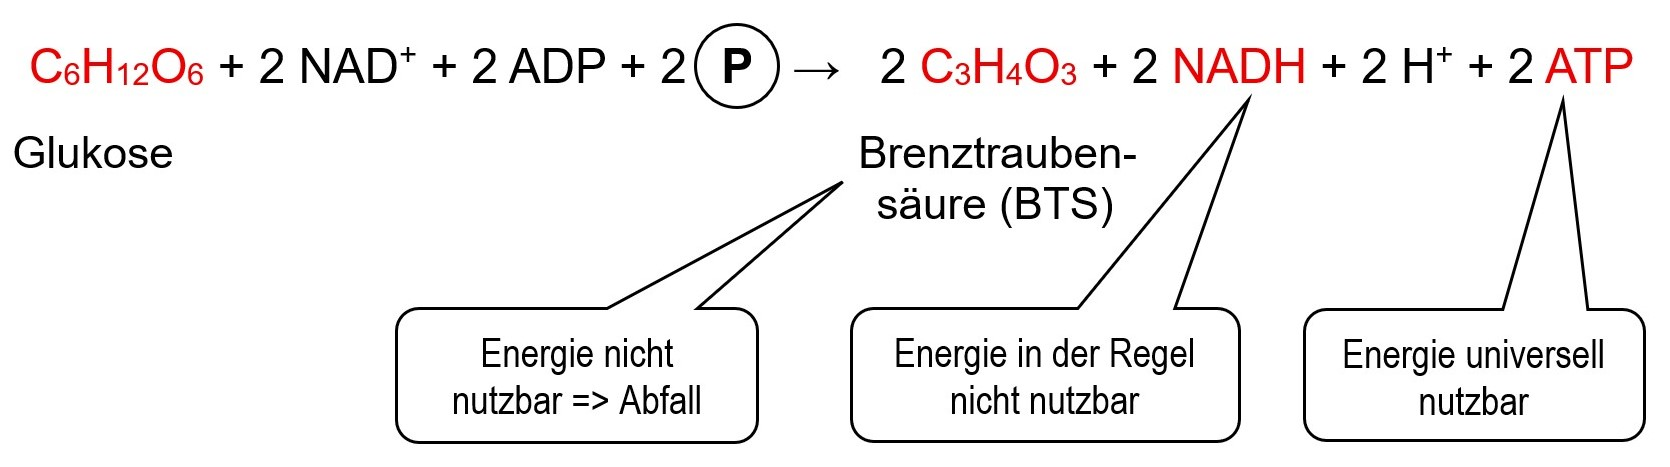 C₆H₁₂O₆ + 2 NAD⁺ + 2 ADP + 2 P → 2 C₃H₄O₃ + 2 NADH + 2 H⁺ + 2 ATP
Glukose
Brenztrauben-
säure (BTS)
Energie nicht
nutzbar => Abfall
Energie in der Regel
nicht nutzbar
Energie universell
nutzbar